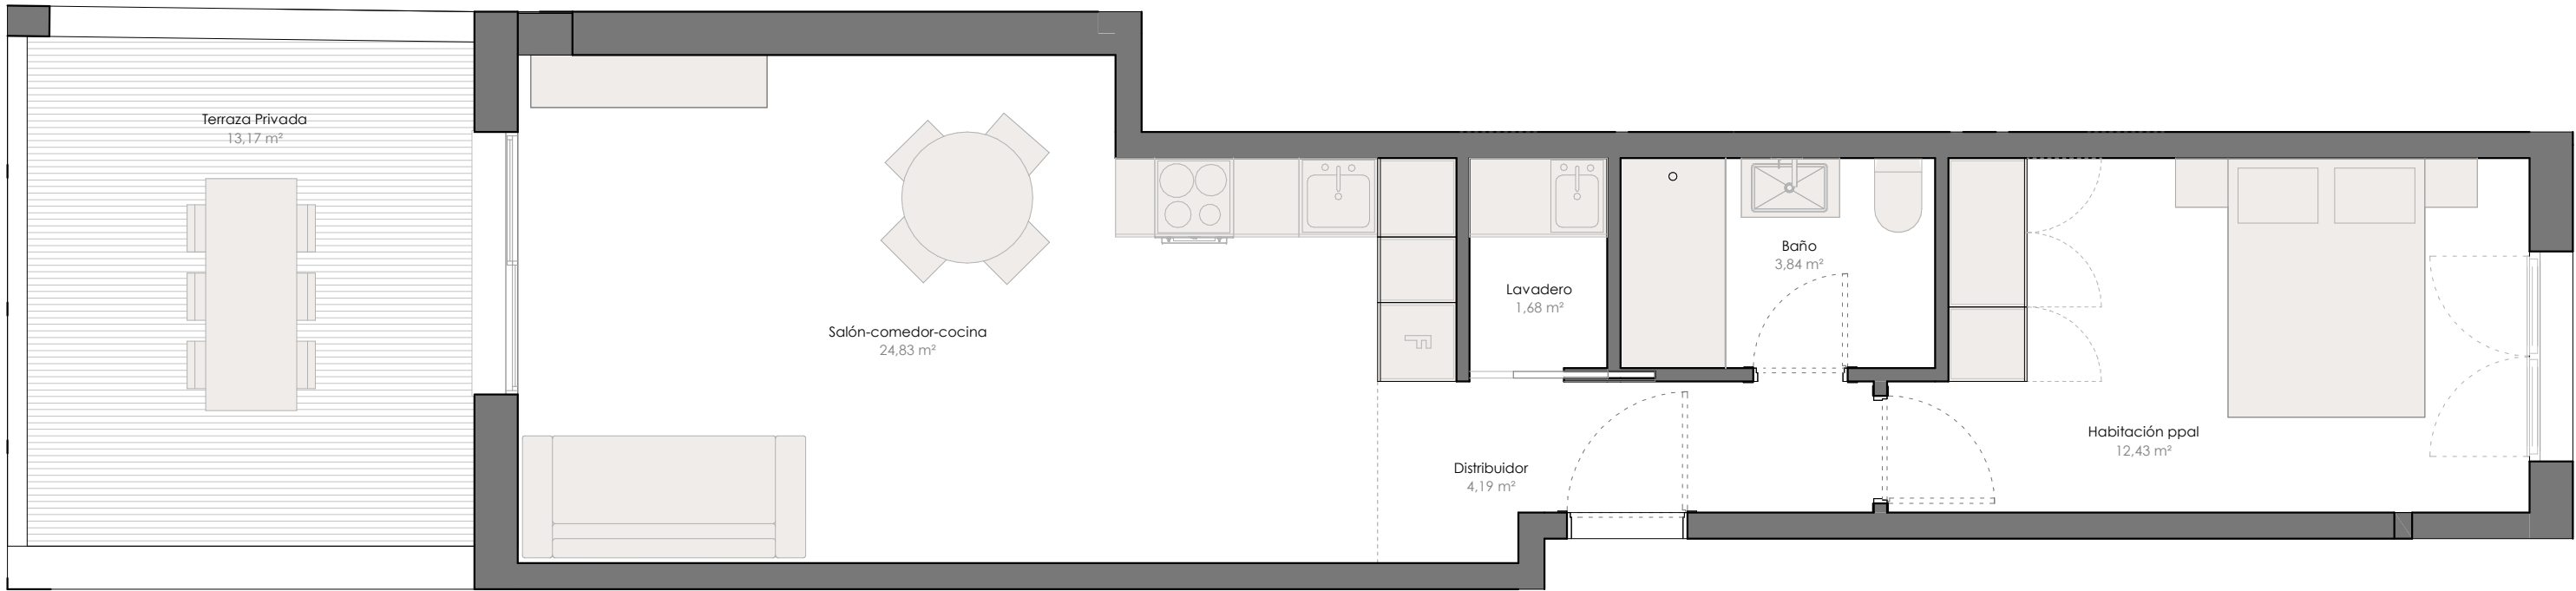 Terraza Privada
13,17 m²
Salón-comedor-cocina
24,83 m²
F
Lavadero
1,68 m²
Baño
3,84 m²
Distribuidor
4,19 m²
Habitación ppal
12,43 m²